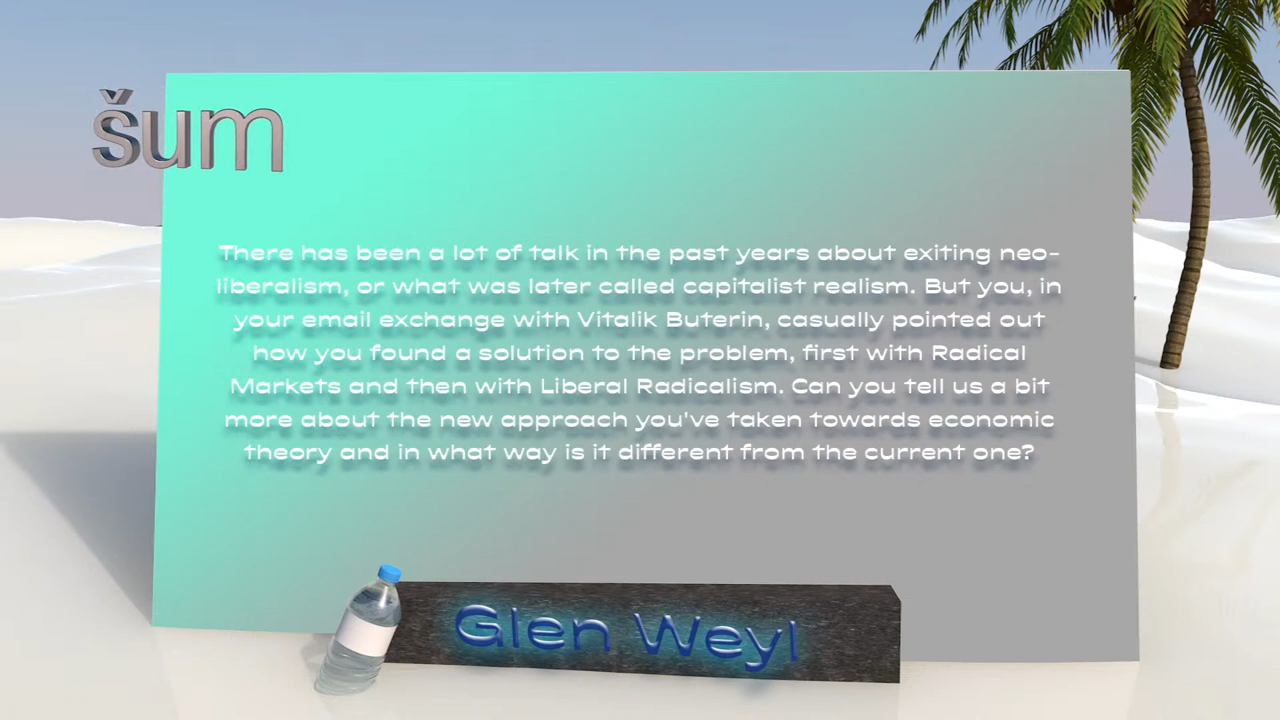 šum
There has been a lot of talk in the past years about exiting neo-
liberalism, or what was later called capitalist realism. But you, in
your email exchange with Vitalik Buterin, casually pointed out
how you found a solution to the problem, first with Radical
Markets and then with Liberal Radicalism. Can you tell us a bit
more about the new approach you've taken towards economic
theory and in what way is it different from the current one?
Glen Weyl